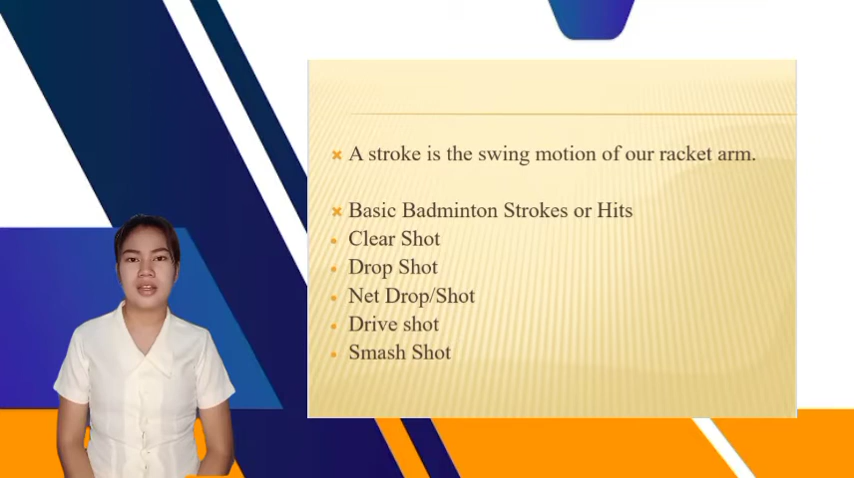 A stroke is the swing motion of our racket arm.
Basic Badminton Strokes or Hits
Clear Shot
Drop Shot
Net Drop/Shot
Drive shot
Smash Shot